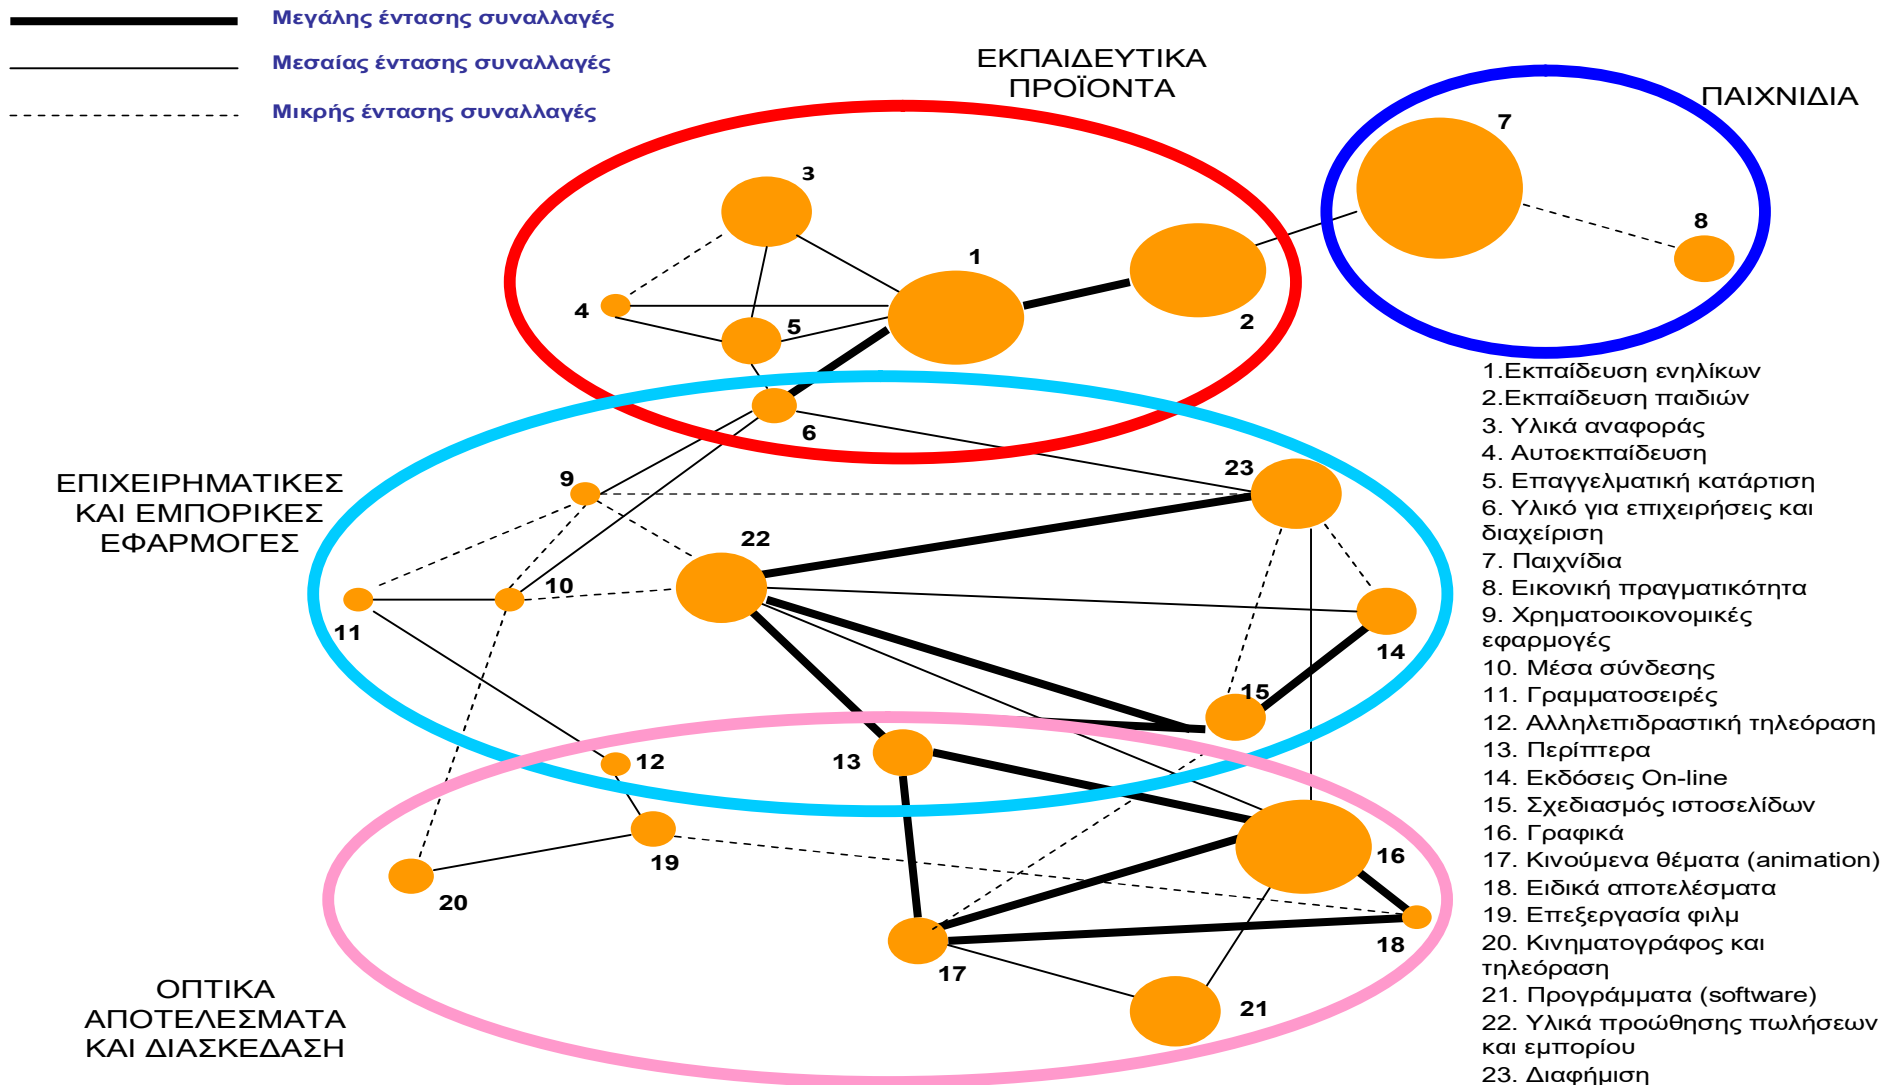 Μεγάλης έντασης συναλλαγές
Μεσαίας έντασης συναλλαγές
Μικρής έντασης συναλλαγές
ΕΚΠΑΙΔΕΥΤΙΚΑ
ΠΡΟΪΟΝΤΑ
ΠΑΙΧΝΙΔΙΑ
7
3
8
1
4
5
2
6
ΕΠΙΧΕΙΡΗΜΑΤΙΚΕΣ
ΚΑΙ ΕΜΠΟΡΙΚΕΣ
ΕΦΑΡΜΟΓΕΣ
9
23
22
10
11
14
15
12
13
19
16
20
18
17
21
ΟΠΤΙΚΑ
ΑΠΟΤΕΛΕΣΜΑΤΑ
ΚΑΙ ΔΙΑΣΚΕΔΑΣΗ
1.Εκπαίδευση ενηλίκων
2.Εκπαίδευση παιδιών
3. Υλικά αναφοράς
4. Αυτοεκπαίδευση
5. Επαγγελματική κατάρτιση
6. Υλικό για επιχειρήσεις και
διαχείριση
7. Παιχνίδια
8. Εικονική πραγματικότητα
9. Χρηματοοικονομικές
εφαρμογές
10. Μέσα σύνδεσης
11. Γραμματοσειρές
12. Αλληλεπιδραστική τηλεόραση
13. Περίπτερα
14. Εκδόσεις On-line
15. Σχεδιασμός ιστοσελίδων
16. Γραφικά
17. Κινούμενα θέματα (animation)
18. Ειδικά αποτελέσματα
19. Επεξεργασία φιλμ
20. Κινηματογράφος και
τηλεόραση
21. Προγράμματα (software)
22. Υλικά προώθησης πωλήσεων
και εμπορίου
23. Διαφήμιση